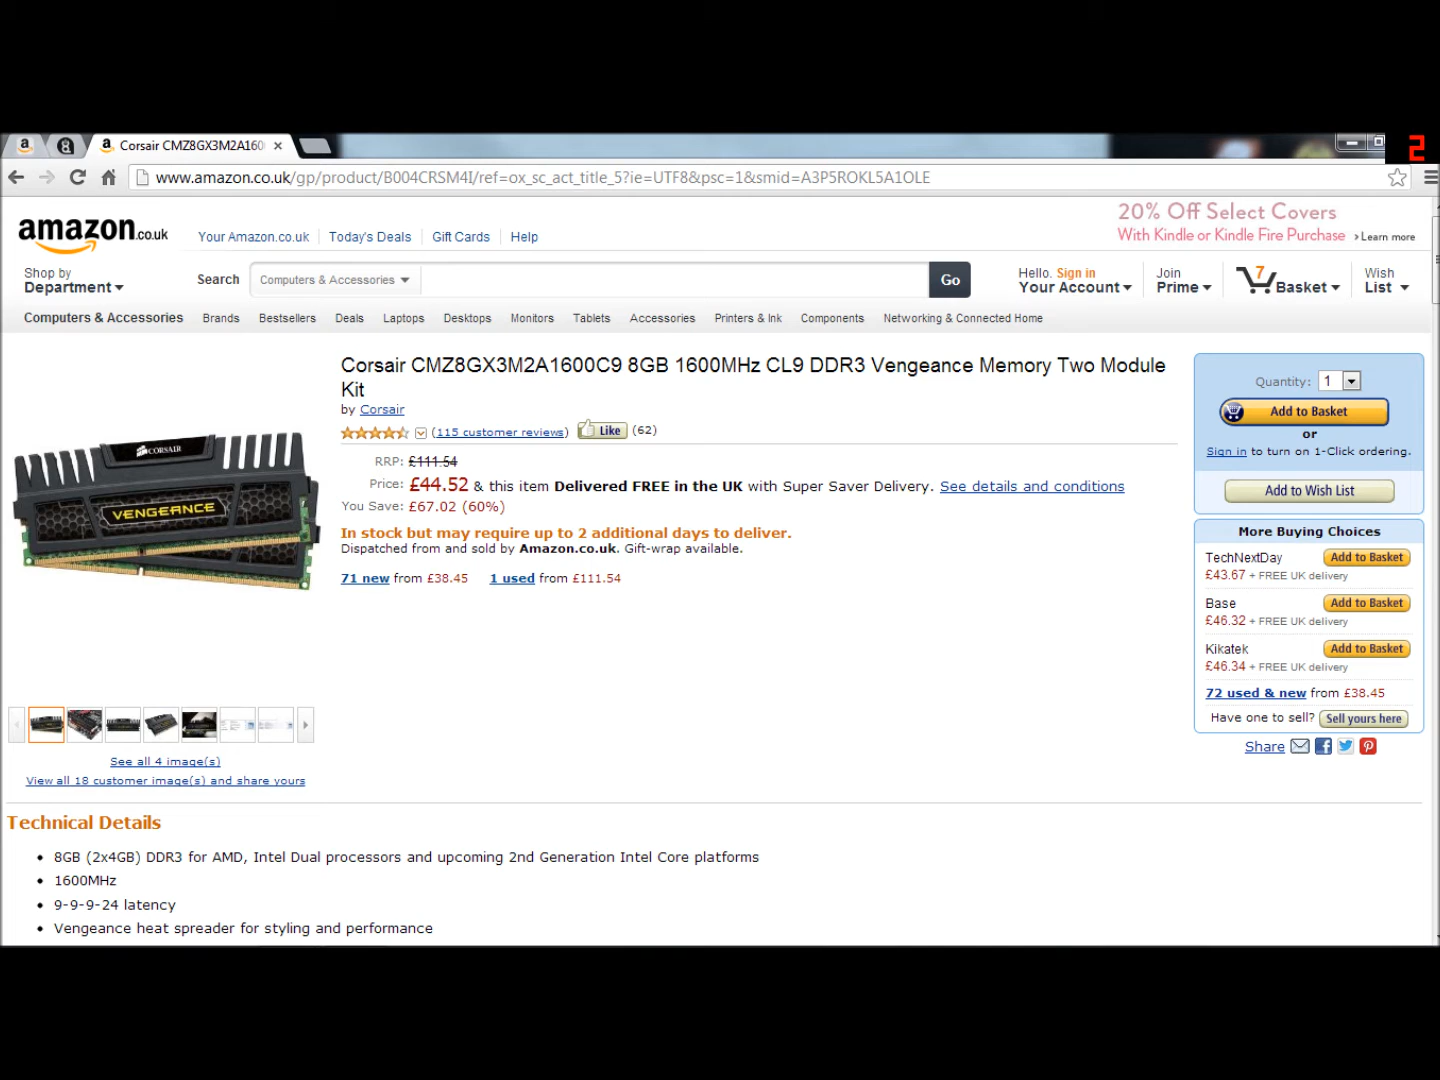 Corsair CMZ8GX3M2A160
2
www.amazon.co.uk/gp/product/B004CRSM4I/ref=ox_sc_act_title_5?ie=UTF8&psc=1&smid=A3P5ROKL5A1OLE
amazon.co.uk
Your Amazon.co.uk Today's Deals Gift Cards Help
20% Off Select Covers
With Kindle or Kindle Fire Purchase › Learn more
Shop by
Department
Search Computers & Accessories Go
Hello. Sign in
Your Account
Join
Prime
7
Basket
Wish
List
Computers & Accessories Brands Bestsellers Deals Laptops Desktops Monitors Tablets Accessories Printers & Ink Components Networking & Connected Home
Corsair CMZ8GX3M2A1600C9 8GB 1600MHz CL9 DDR3 Vengeance Memory Two Module
Kit
by Corsair
(115 customer reviews) Like (62)
RRP: £111.54
Price: £44.52 & this item Delivered FREE in the UK with Super Saver Delivery. See details and conditions
You Save: £67.02 (60%)
In stock but may require up to 2 additional days to deliver.
Dispatched from and sold by Amazon.co.uk. Gift-wrap available.
71 new from £38.45 1 used from £111.54
CORSAIR
VENGEANCE
See all 4 image(s)
View all 18 customer image(s) and share yours
Quantity: 1
Add to Basket
or
Sign in to turn on 1-Click ordering.
Add to Wish List
More Buying Choices
TechNextDay Add to Basket
£43.67 + FREE UK delivery
Base Add to Basket
£46.32 + FREE UK delivery
Kikatek Add to Basket
£46.34 + FREE UK delivery
72 used & new from £38.45
Have one to sell? Sell yours here
Share
Technical Details
• 8GB (2x4GB) DDR3 for AMD, Intel Dual processors and upcoming 2nd Generation Intel Core platforms
• 1600MHz
• 9-9-9-24 latency
• Vengeance heat spreader for styling and performance